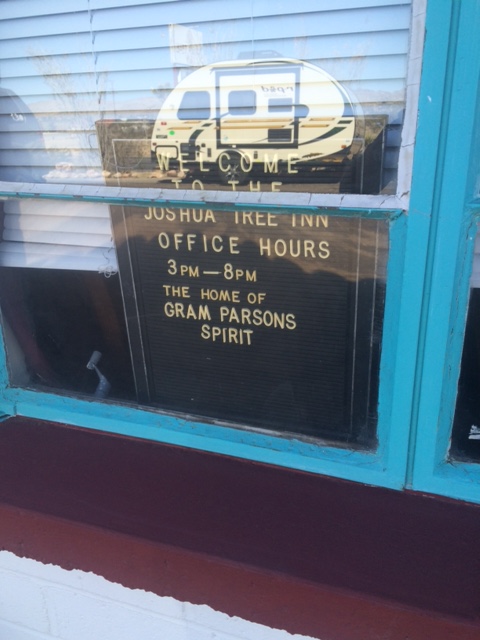 WELCOME
TO THE
JOSHUA TREE INN
OFFICE HOURS
3PM—8PM
THE HOME OF
GRAM PARSONS
SPIRIT